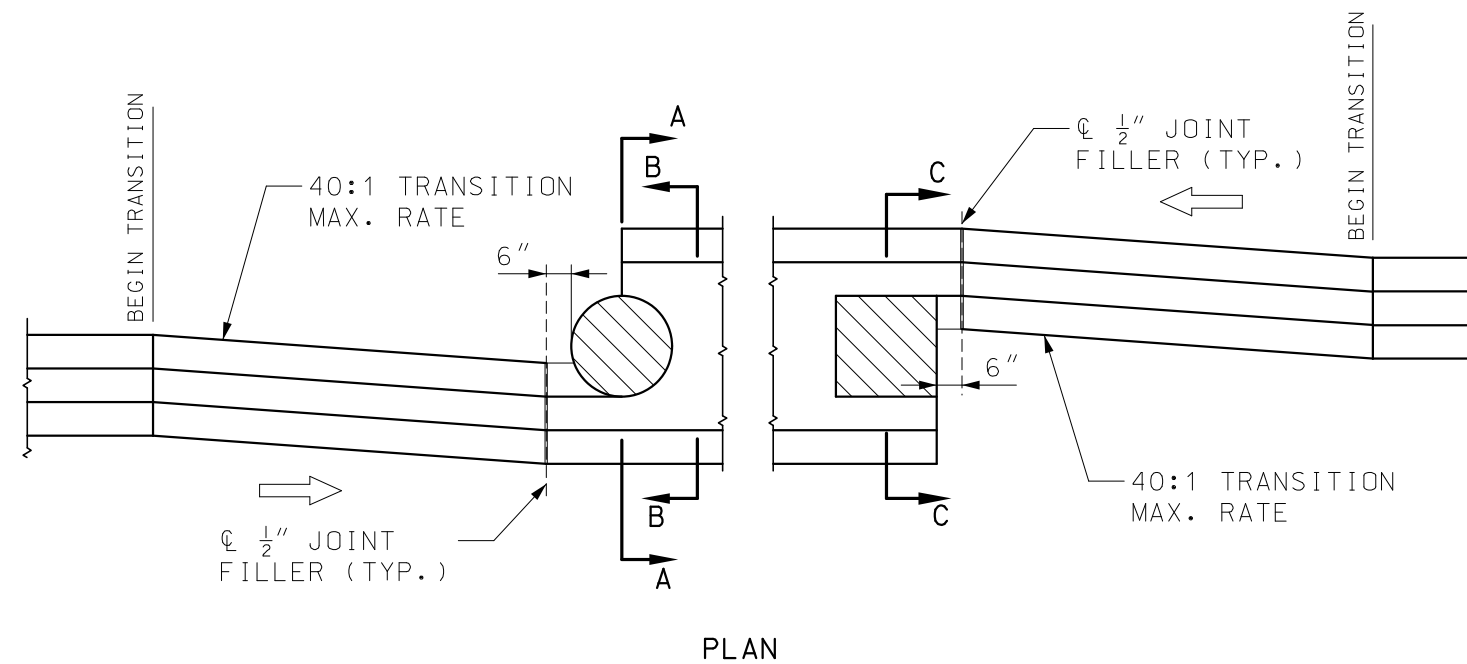 BEGIN TRANSITION
40:1 TRANSITION
MAX. RATE
6"
A
B
C
℄ 1/2" JOINT
FILLER (TYP.)
BEGIN TRANSITION
6"
40:1 TRANSITION
MAX. RATE
℄ 1/2" JOINT
FILLER (TYP.)
B
A
C
PLAN